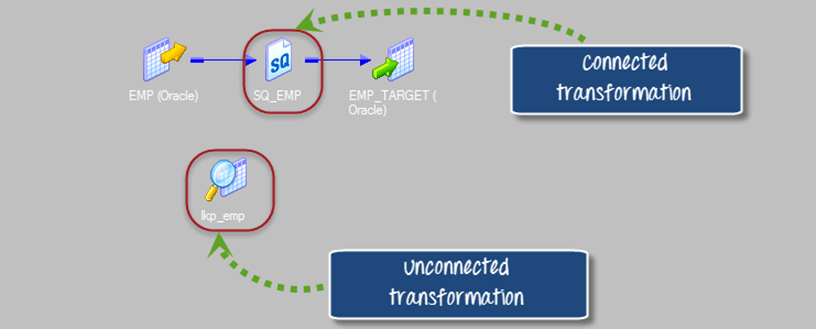 Connected
transformation
EMP (Oracle)
SQ
SQ_EMP
EMP_TARGET (
Oracle)
lkp_emp
Unconnected
transformation